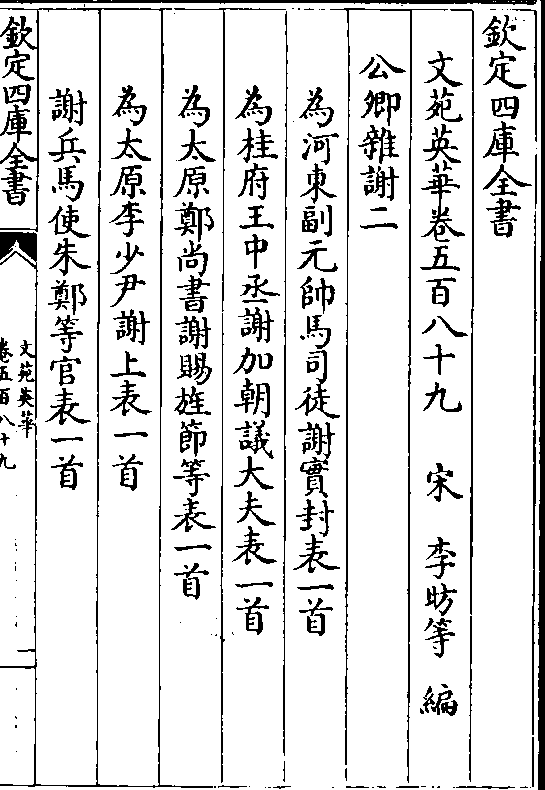 欽定四庫全書
文苑英華卷五百八十九 宋 李昉等 編
公卿雜謝二
為河東副元帥馬司徒謝實封表一首
為桂府王中丞謝加朝議大夫表一首
為太原鄭尚書謝賜旌節等表一首
為太原李少尹謝上表一首
謝兵馬使朱鄭等官表一首
欽定四庫全書
文苑英華
卷五百八十九
一